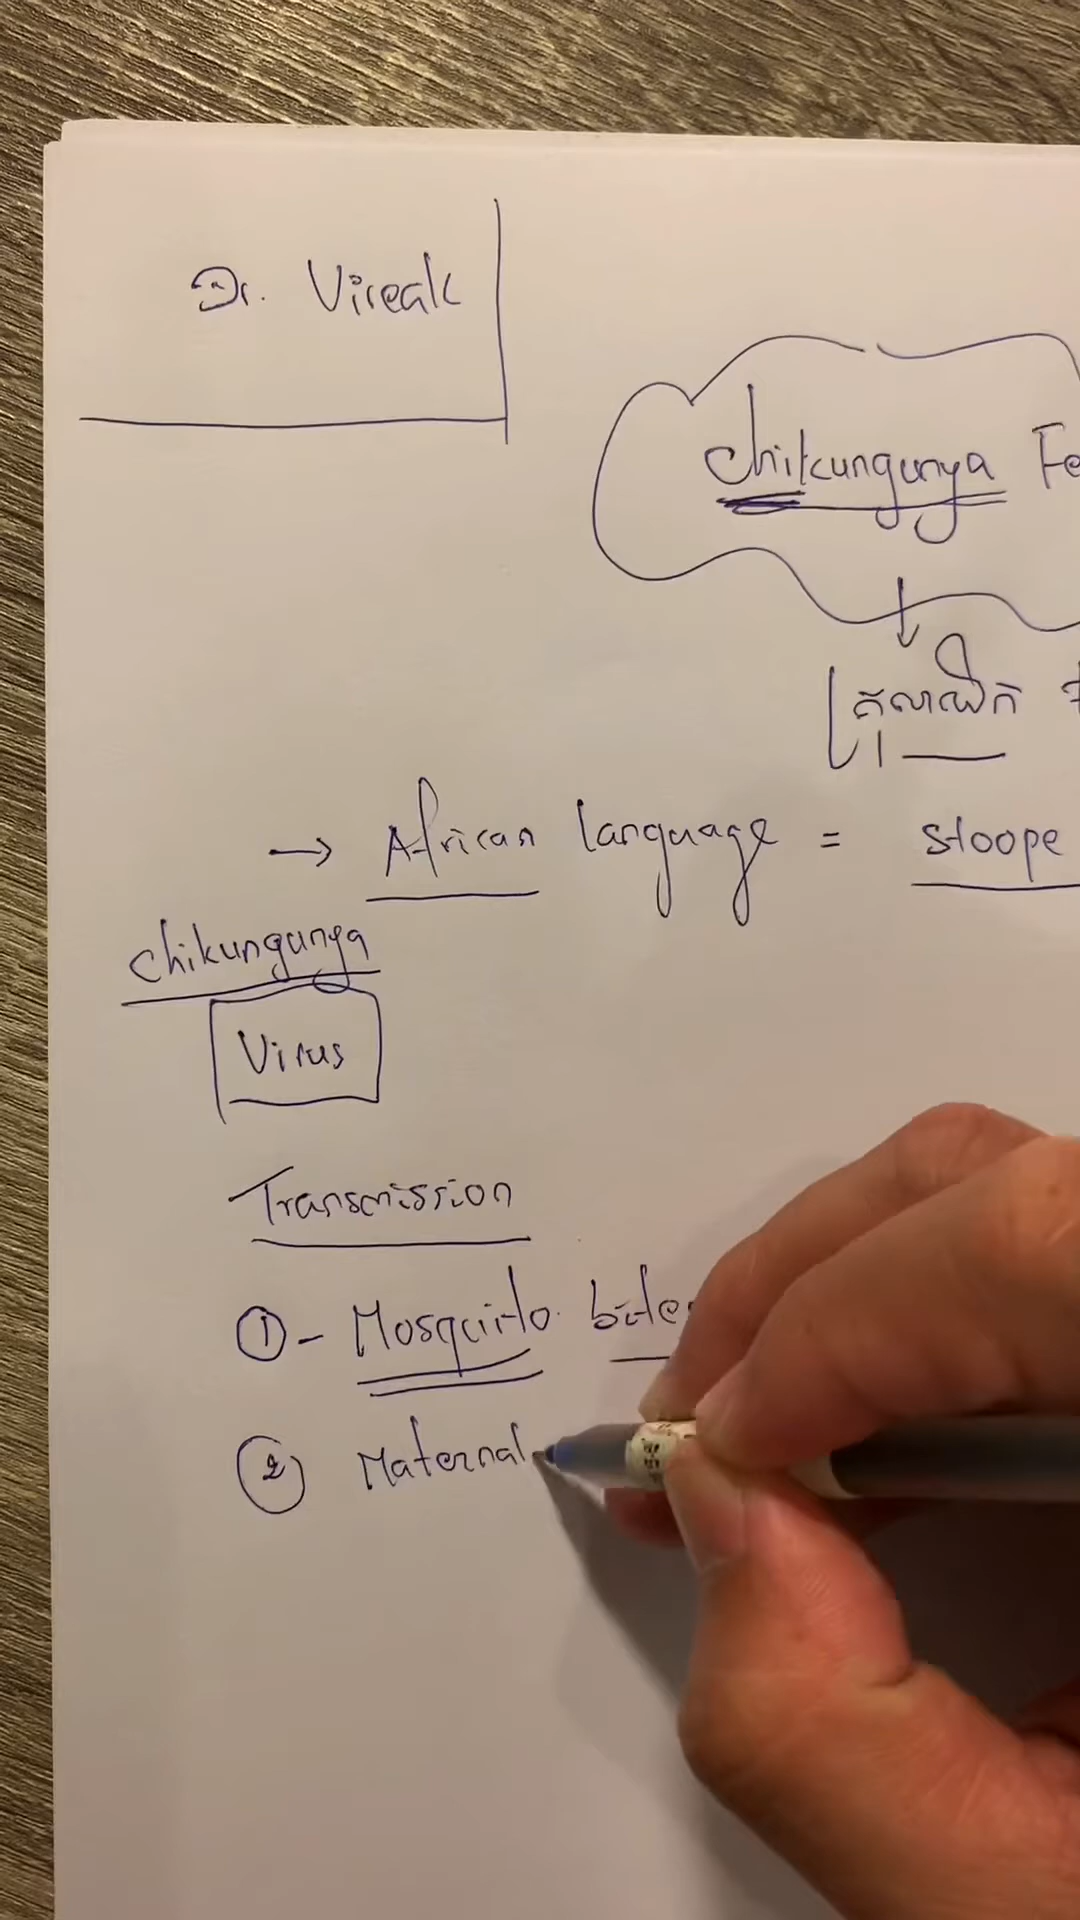 Dr. Vireak
Chikungunya Fe
គ្រុនឈឺក
→ African language = stoope
Chikungunya
Virus
Transmission
① - Mosquito bites
② Maternal-